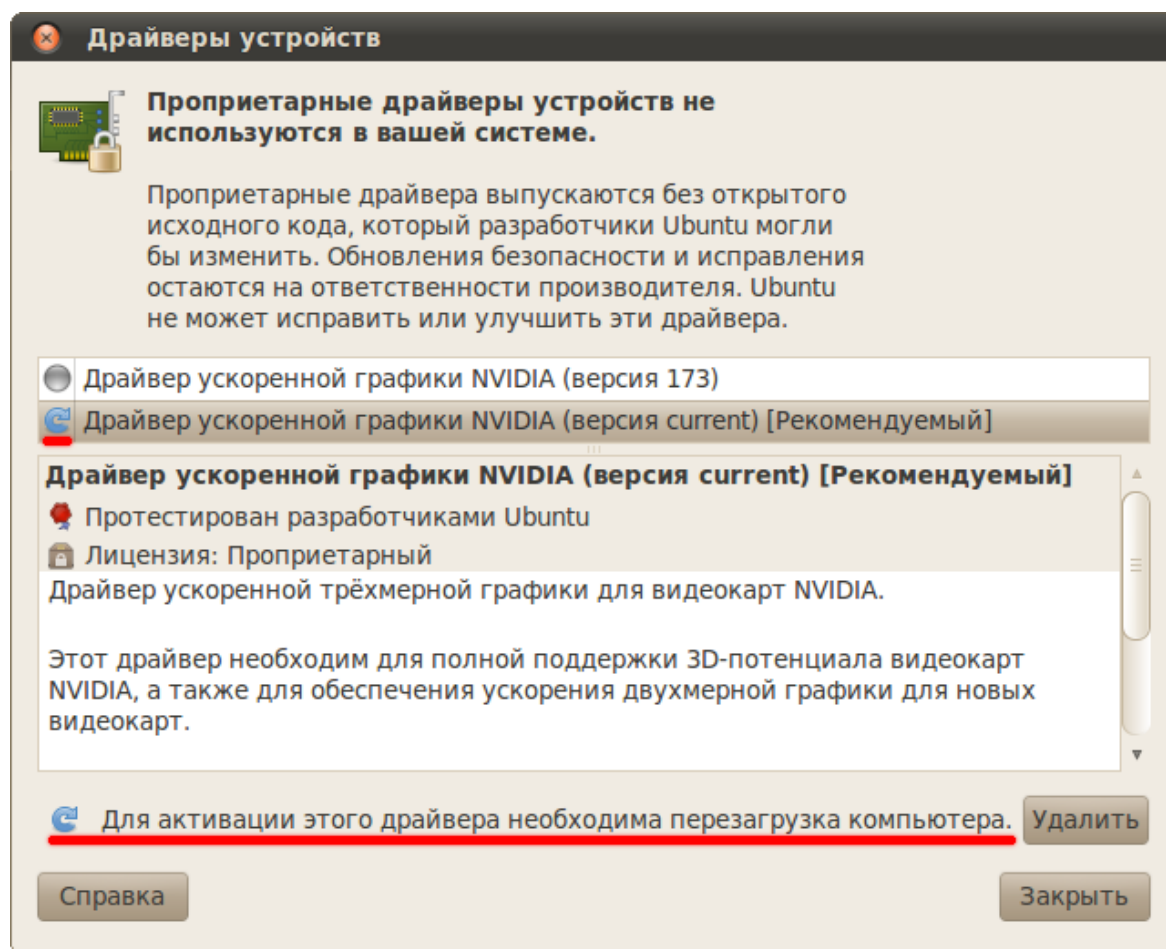 Драйверы устройств
Проприетарные драйверы устройств не
используются в вашей системе.
Проприетарные драйвера выпускаются без открытого
исходного кода, который разработчики Ubuntu могли
бы изменить. Обновления безопасности и исправления
остаются на ответственности производителя. Ubuntu
не может исправить или улучшить эти драйвера.
Драйвер ускоренной графики NVIDIA (версия 173)
Драйвер ускоренной графики NVIDIA (версия current) [Рекомендуемый]
Драйвер ускоренной графики NVIDIA (версия current) [Рекомендуемый]
Протестирован разработчиками Ubuntu
Лицензия: Проприетарный
Драйвер ускоренной трёхмерной графики для видеокарт NVIDIA.
Этот драйвер необходим для полной поддержки 3D-потенциала видеокарт
NVIDIA, а также для обеспечения ускорения двухмерной графики для новых
видеокарт.
Для активации этого драйвера необходима перезагрузка компьютера. Удалить
Справка Закрыть